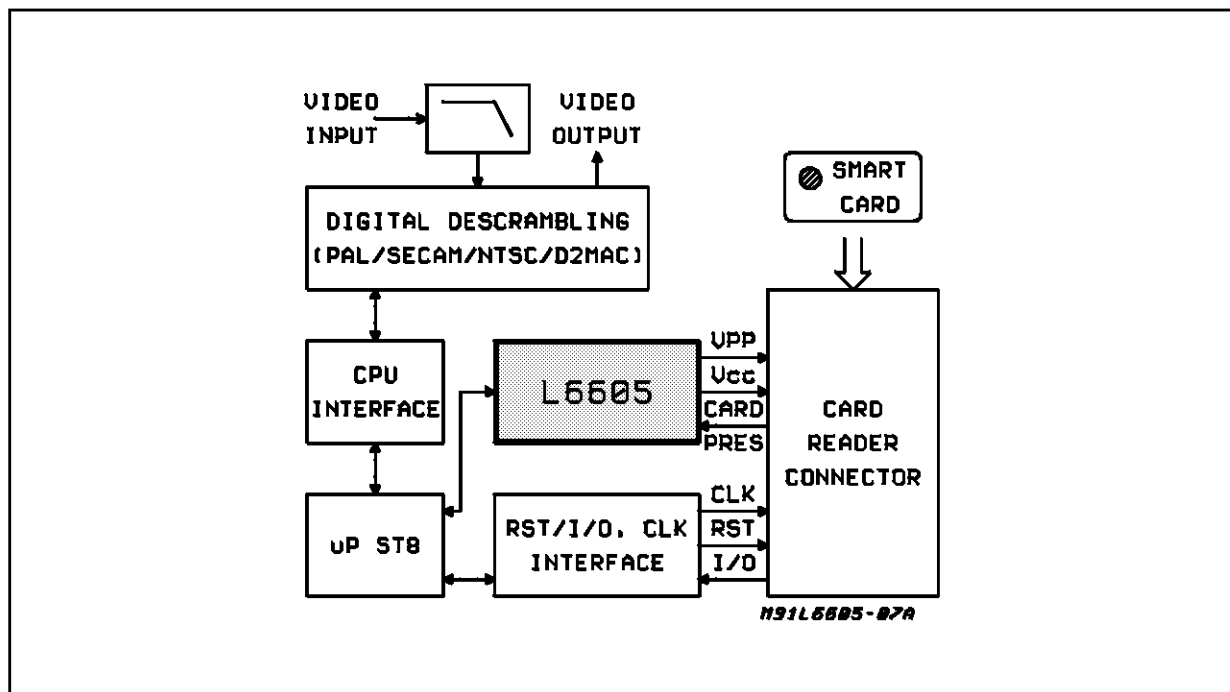 VIDEO
INPUT
VIDEO
OUTPUT
SMART
CARD
DIGITAL DESCRAMBLING
(PAL/SECAM/NTSC/D2MAC)
CPU
INTERFACE
L6605
VPP
Vcc
CARD
PRES
CARD
READER
CONNECTOR
uP ST8
RST/I/O, CLK
INTERFACE
CLK
RST
I/O
M91L6605-07A